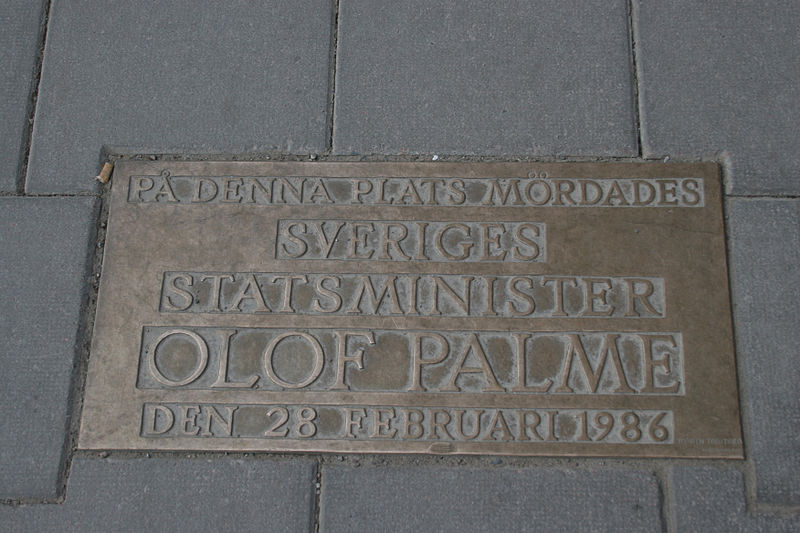 PÅ DENNA PLATS MÖRDADES
SVERIGES
STATSMINISTER
OLOF PALME
DEN 28 FEBRUARI 1986